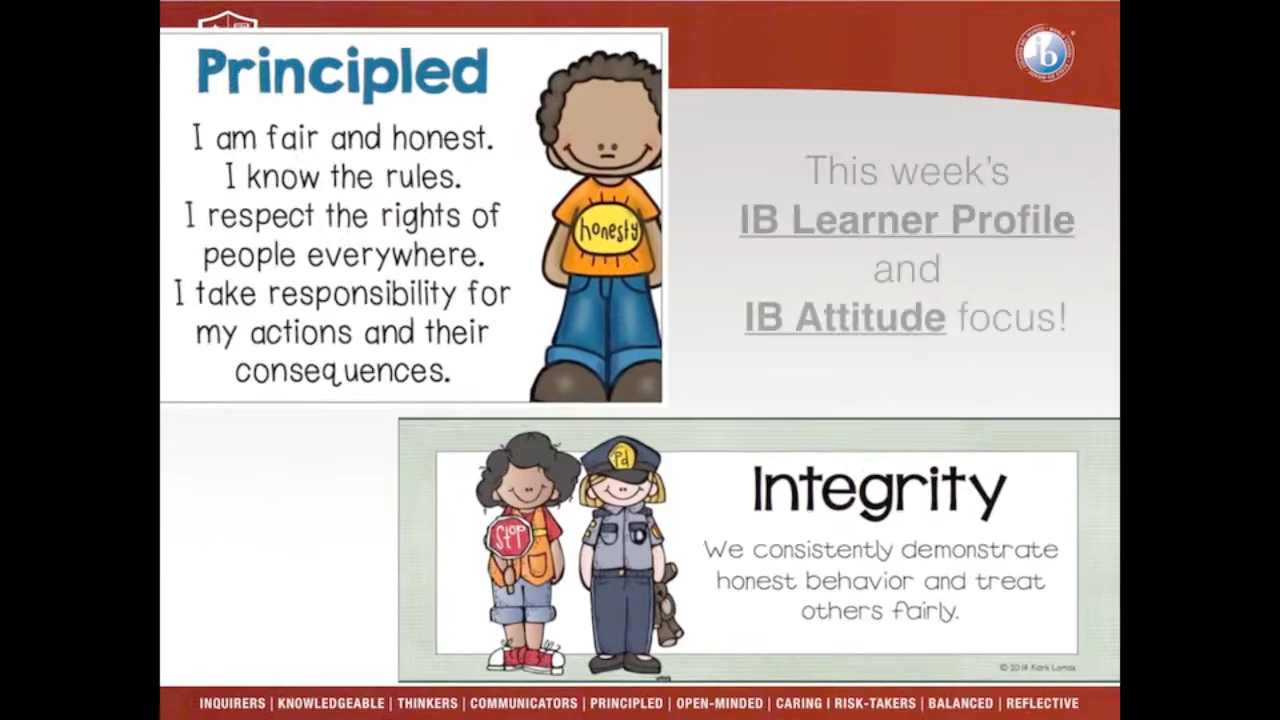 Principled
I am fair and honest.
I know the rules.
I respect the rights of
people everywhere.
I take responsibility for
my actions and their
consequences.
honesty
ib
This week's
IB Learner Profile
and
IB Attitude focus!
Pd
Stop
Integrity
We consistently demonstrate
honest behavior and treat
others fairly.
INQUIRERS | KNOWLEDGEABLE | THINKERS | COMMUNICATORS | PRINCIPLED | OPEN-MINDED | CARING I RISK-TAKERS | BALANCED | REFLECTIVE